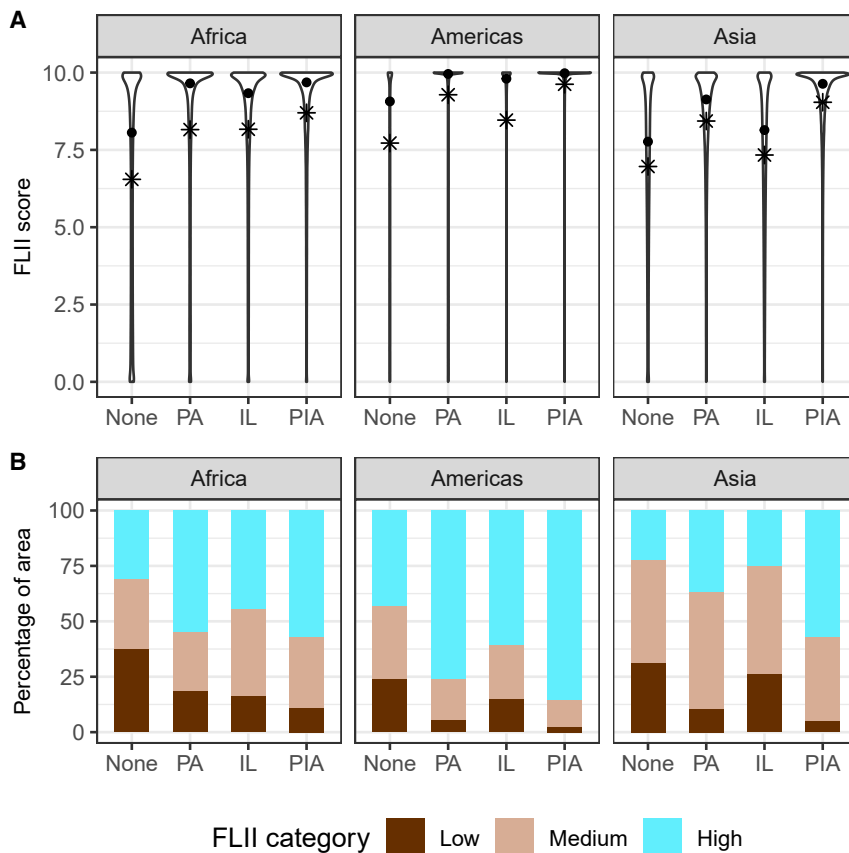 A
Africa Americas Asia
FLII score
10.0
7.5
5.0
2.5
0.0
None PA IL PIA None PA IL PIA None PA IL PIA
B
Africa Americas Asia
Percentage of area
100
75
50
25
0
None PA IL PIA None PA IL PIA None PA IL PIA
FLII category Low Medium High